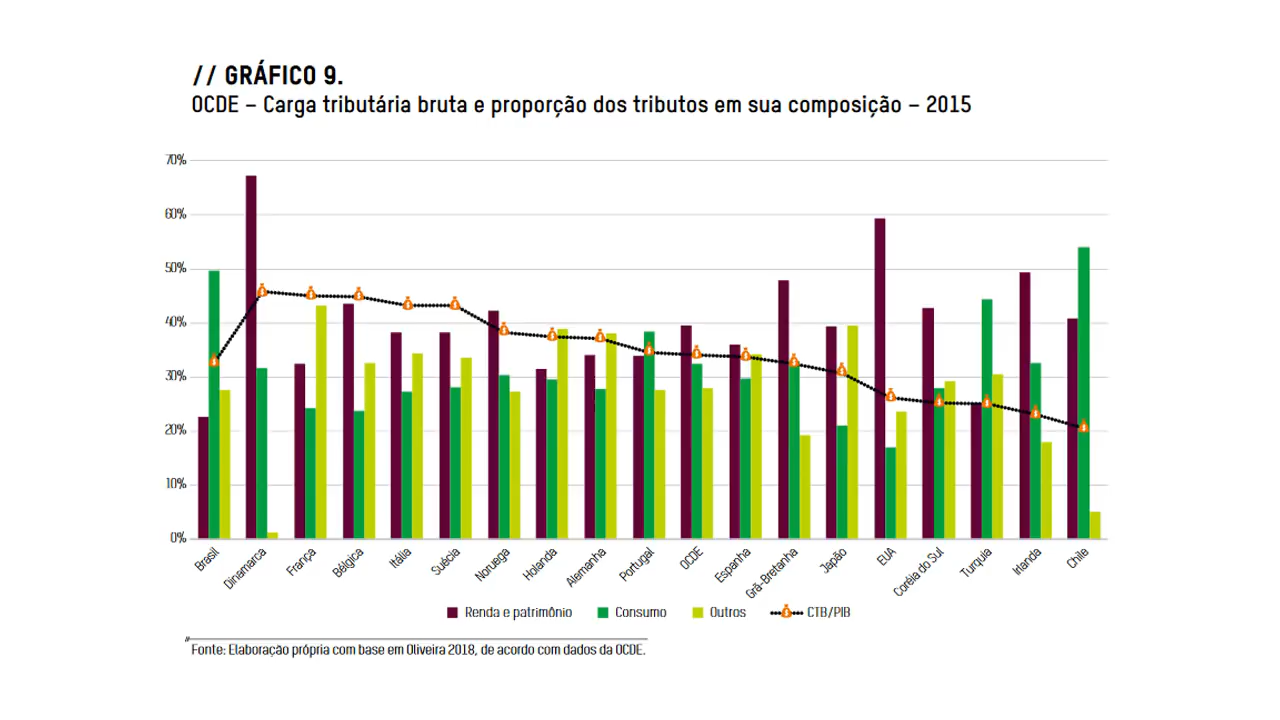 // GRÁFICO 9.
OCDE – Carga tributária bruta e proporção dos tributos em sua composição – 2015
70%
60%
50%
40%
30%
20%
10%
0%
Brasil
Dinamarca
França
Bélgica
Itália
Suécia
Noruega
Holanda
Alemanha
Portugal
OCDE
Espanha
Grã-Bretanha
Japão
EUA
Coréia do Sul
Turquia
Irlanda
Chile
Renda e patrimônio Consumo Outros CTB/PIB
//
Fonte: Elaboração própria com base em Oliveira 2018, de acordo com dados da OCDE.